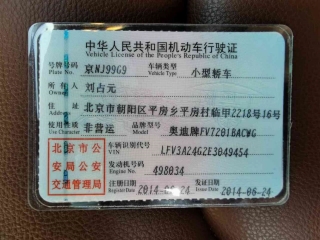 中华人民共和国机动车行驶证
Vehicle License of the People's Republic of China
号牌号码 京NJ99G9 车辆类型 小型轿车
Plate No. Vehicle Type
所有人 刘占元
Owner
住址 北京市朝阳区平房乡平房村临甲2218号16号
Address
使用性质 非营运 品牌型号 奥迪牌FV7201BACWG
Use Character Model
北京市公 车辆识别代号 LFV3A24G2E3049454
安局公安 VIN
交通管理局 发动机号码 498034
Engine No.
注册日期 2014-06-24 发证日期 2014-06-24
Register Date Issue Date